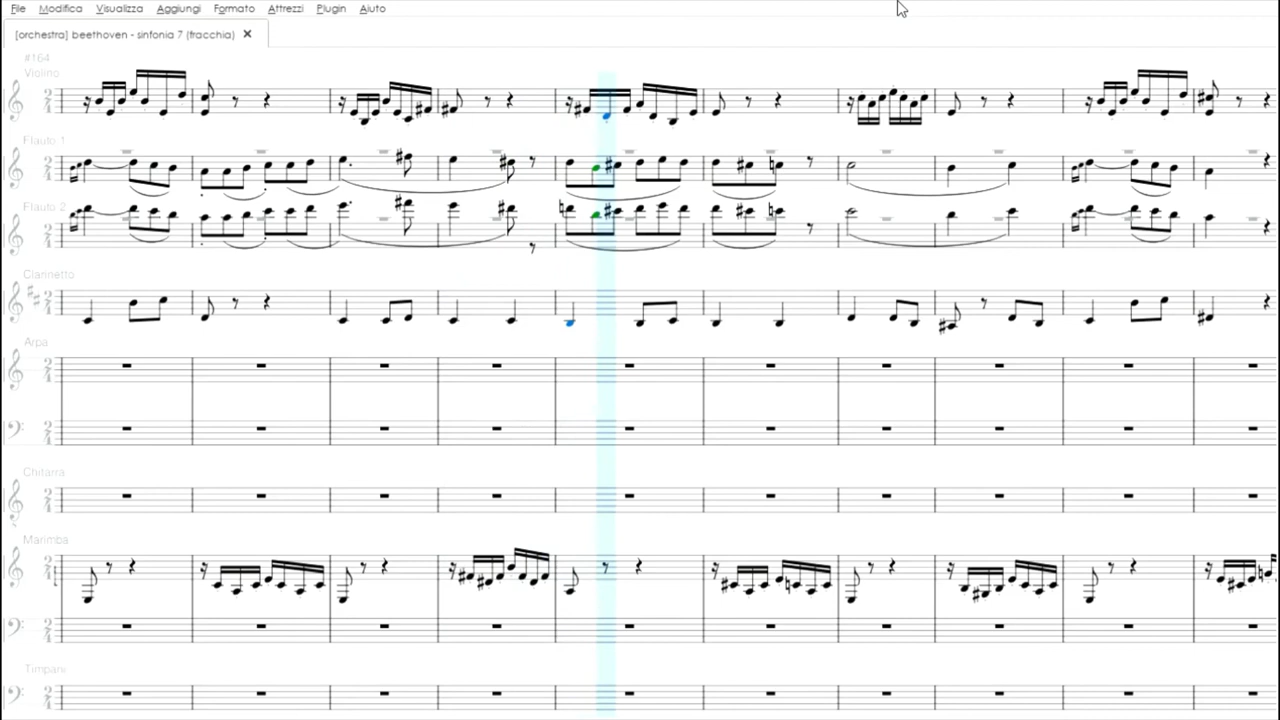 File Modifica Visualizza Aggiungi Formato Attrezzi Plugin Aiuto
[orchestra] beethoven - sinfonia 7 (fracchia)
#164
Violino
Flauto 1
Flauto 2
Clarinetto
Arpa
Chitarra
Marimba
Timpani